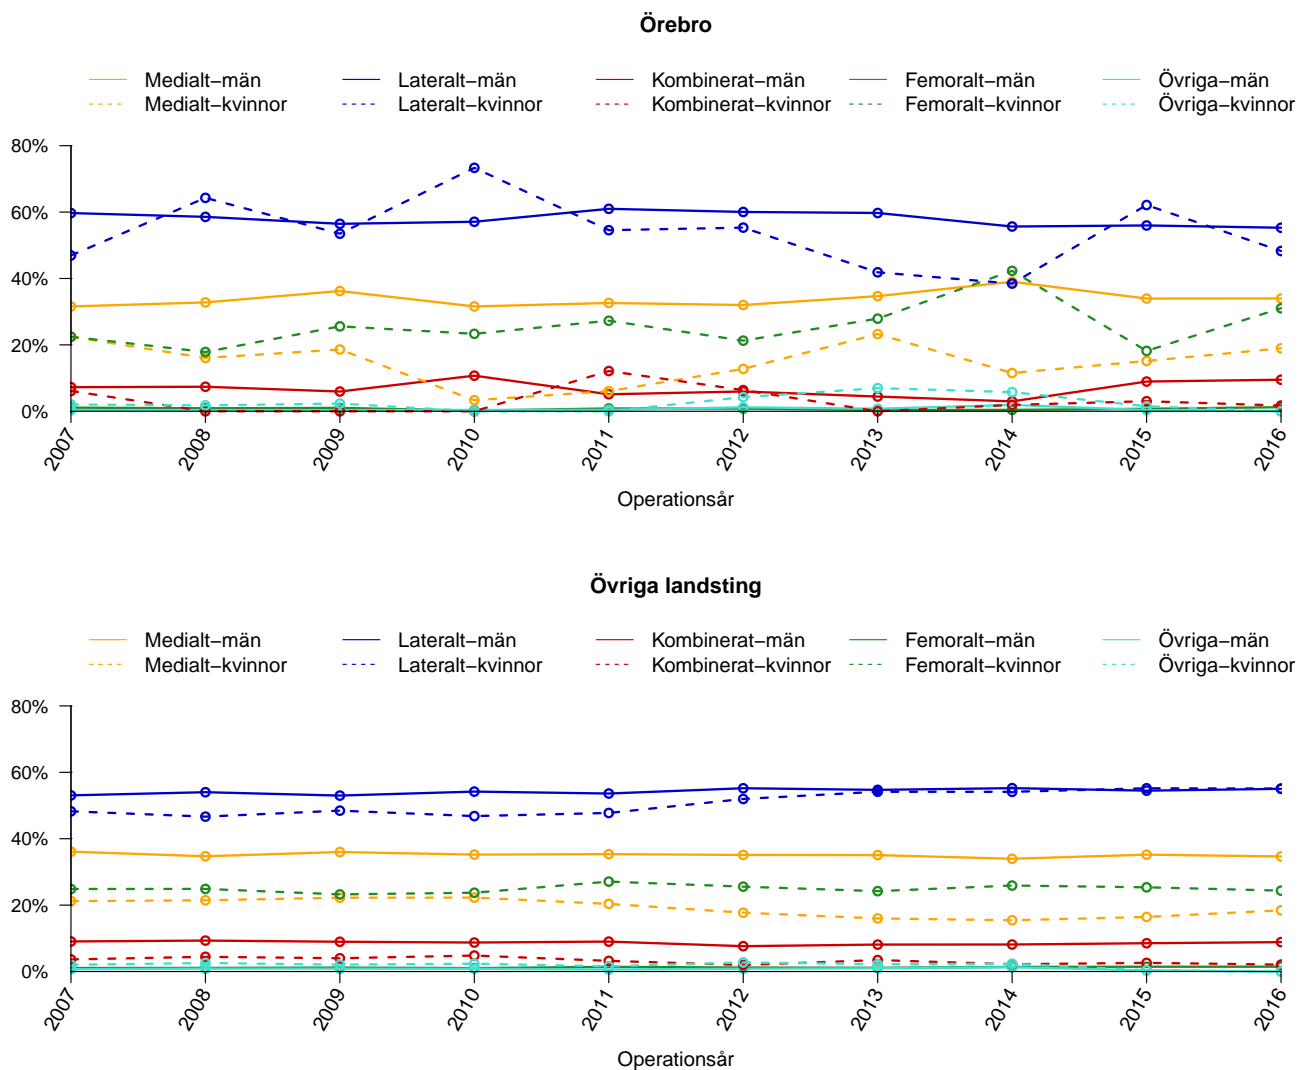 Örebro
Medialt−män Lateralt−män Kombinerat−män Femoralt−män Övriga−män
Medialt−kvinnor Lateralt−kvinnor Kombinerat−kvinnor Femoralt−kvinnor Övriga−kvinnor
80%
60%
40%
20%
0%
2007 2008 2009 2010 2011 2012 2013 2014 2015 2016
Operationsår
Övriga landsting
Medialt−män Lateralt−män Kombinerat−män Femoralt−män Övriga−män
Medialt−kvinnor Lateralt−kvinnor Kombinerat−kvinnor Femoralt−kvinnor Övriga−kvinnor
80%
60%
40%
20%
0%
2007 2008 2009 2010 2011 2012 2013 2014 2015 2016
Operationsår